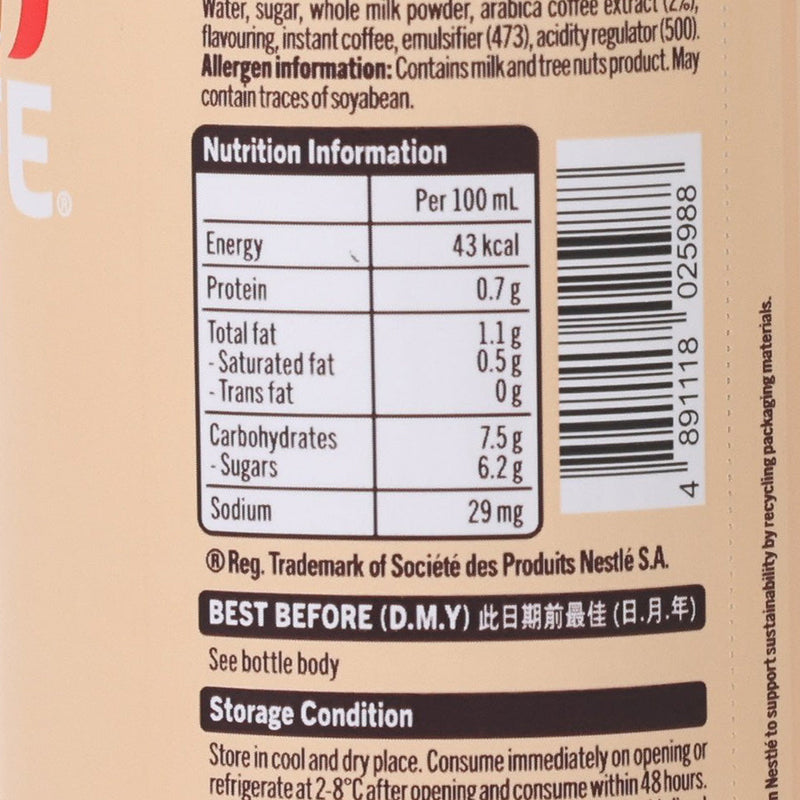 Water, sugar, whole milk powder, arabica coffee extract (2%),
flavouring, instant coffee, emulsifier (473), acidity regulator (500).
Allergen information: Contains milk and tree nuts product. May
contain traces of soyabean.
Nutrition Information
Per 100 mL
Energy 43 kcal
Protein 0.7 g
Total fat 1.1 g
- Saturated fat 0.5 g
- Trans fat 0 g
Carbohydrates 7.5 g
- Sugars 6.2 g
Sodium 29 mg
® Reg. Trademark of Société des Produits Nestlé S.A.
BEST BEFORE (D.M.Y) 此日期前最佳 (日.月.年)
See bottle body
Storage Condition
Store in cool and dry place. Consume immediately on opening or
refrigerate at 2-8°C after opening and consume within 48 hours.
4 891118 025988
Nestlé to support sustainability by recycling packaging materials.
FE®